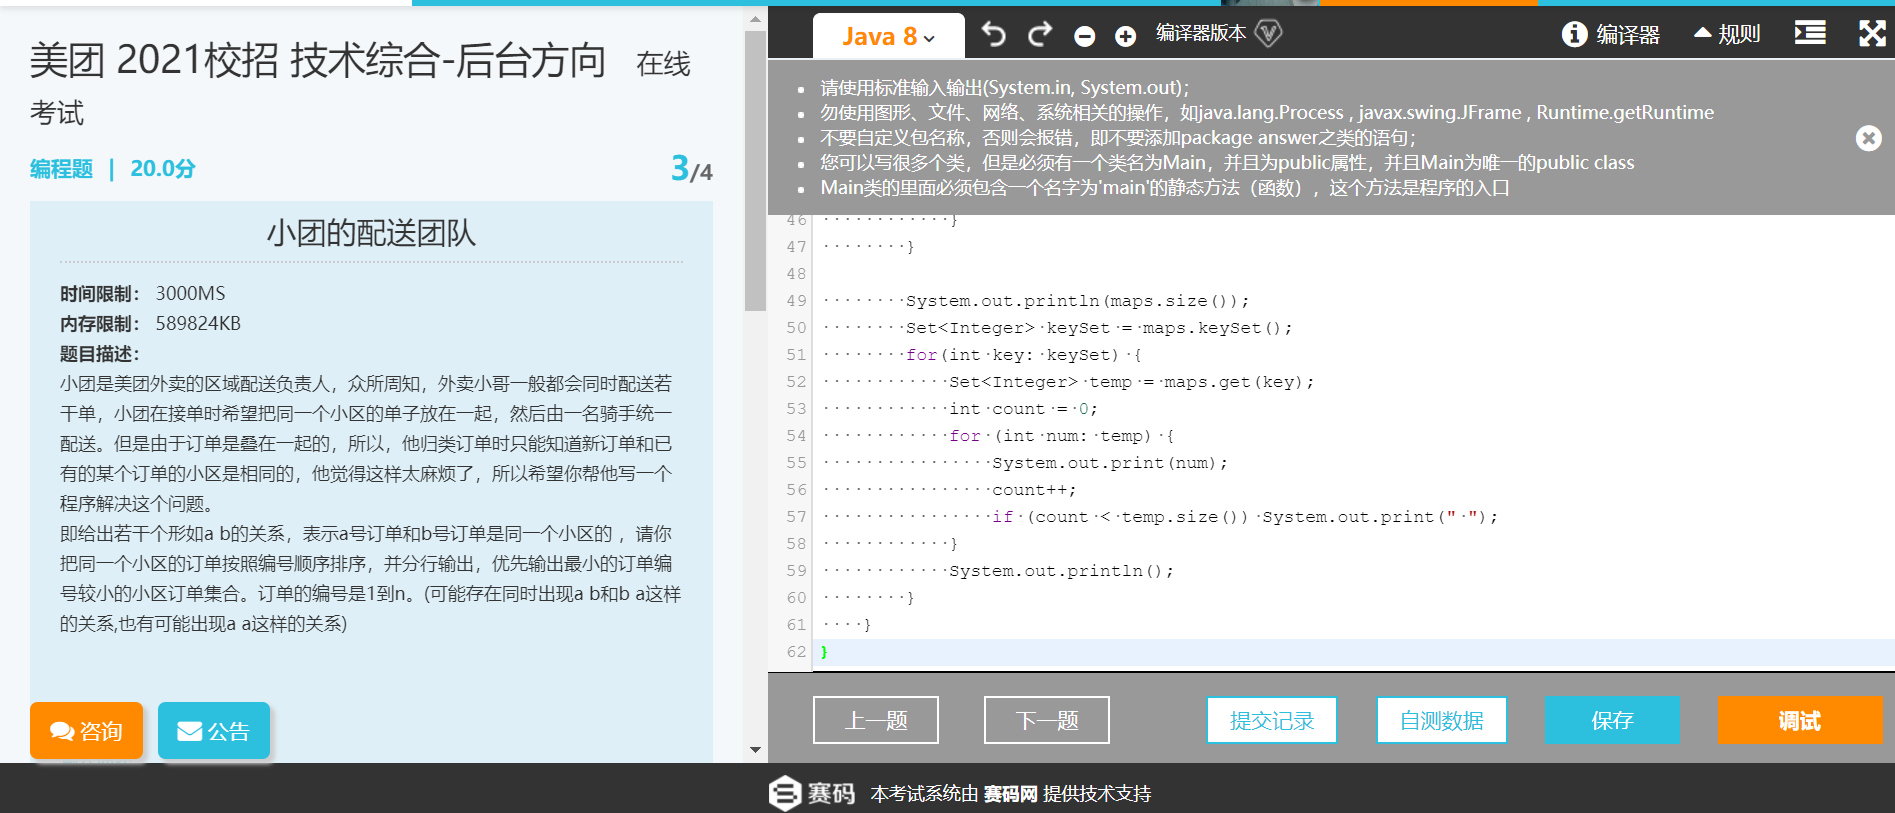 美团 2021校招 技术综合-后台方向 在线
考试
编程题 | 20.0分
3/4
小团的配送团队
时间限制： 3000MS
内存限制： 589824KB
题目描述：
小团是美团外卖的区域配送负责人，众所周知，外卖小哥一般都会同时配送若
干单，小团在接单时希望把同一个小区的单子放在一起，然后由一名骑手统一
配送。但是由于订单是叠在一起的，所以，他归类订单时只能知道新订单和已
有的某个订单的小区是相同的，他觉得这样太麻烦了，所以希望你帮他写一个
程序解决这个问题。
即给出若干个形如a b的关系，表示a号订单和b号订单是同一个小区的 ，请你
把同一个小区的订单按照编号顺序排序，并分行输出，优先输出最小的订单编
号较小的小区订单集合。订单的编号是1到n。(可能存在同时出现a b和b a这样
的关系,也有可能出现a a这样的关系)
咨询
公告
Java 8
编译器版本
编译器
规则
请使用标准输入输出(System.in, System.out)；
勿使用图形、文件、网络、系统相关的操作，如java.lang.Process , javax.swing.JFrame , Runtime.getRuntime
不要自定义包名称，否则会报错，即不要添加package answer之类的语句；
您可以写很多个类，但是必须有一个类名为Main，并且为public属性，并且Main为唯一的public class
Main类的里面必须包含一个名字为'main'的静态方法（函数），这个方法是程序的入口
46 ············}
47 ········}
48
49 ········System.out.println(maps.size());
50 ········Set<Integer>·keySet·=·maps.keySet();
51 ········for(int·key:·keySet)·{
52 ············Set<Integer>·temp·=·maps.get(key);
53 ············int·count·=·0;
54 ············for·(int·num:·temp)·{
55 ················System.out.print(num);
56 ················count++;
57 ················if·(count·<·temp.size())·System.out.print("·");
58 ············}
59 ············System.out.println();
60 ········}
61 ····}
62 }
上一题
下一题
提交记录
自测数据
保存
调试
赛码 本考试系统由 赛码网 提供技术支持